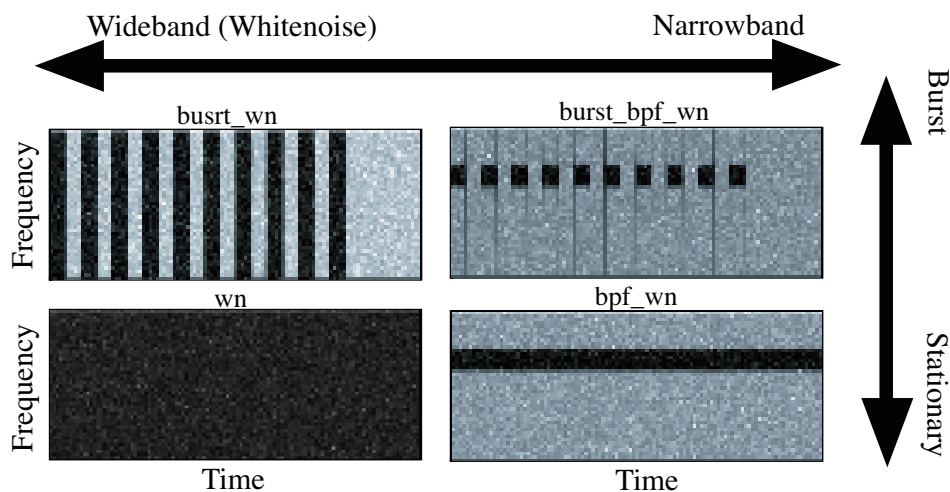 Wideband (Whitenoise)
Narrowband
Burst
busrt_wn
burst_bpf_wn
Frequency
wn
bpf_wn
Frequency
Stationary
Time
Time